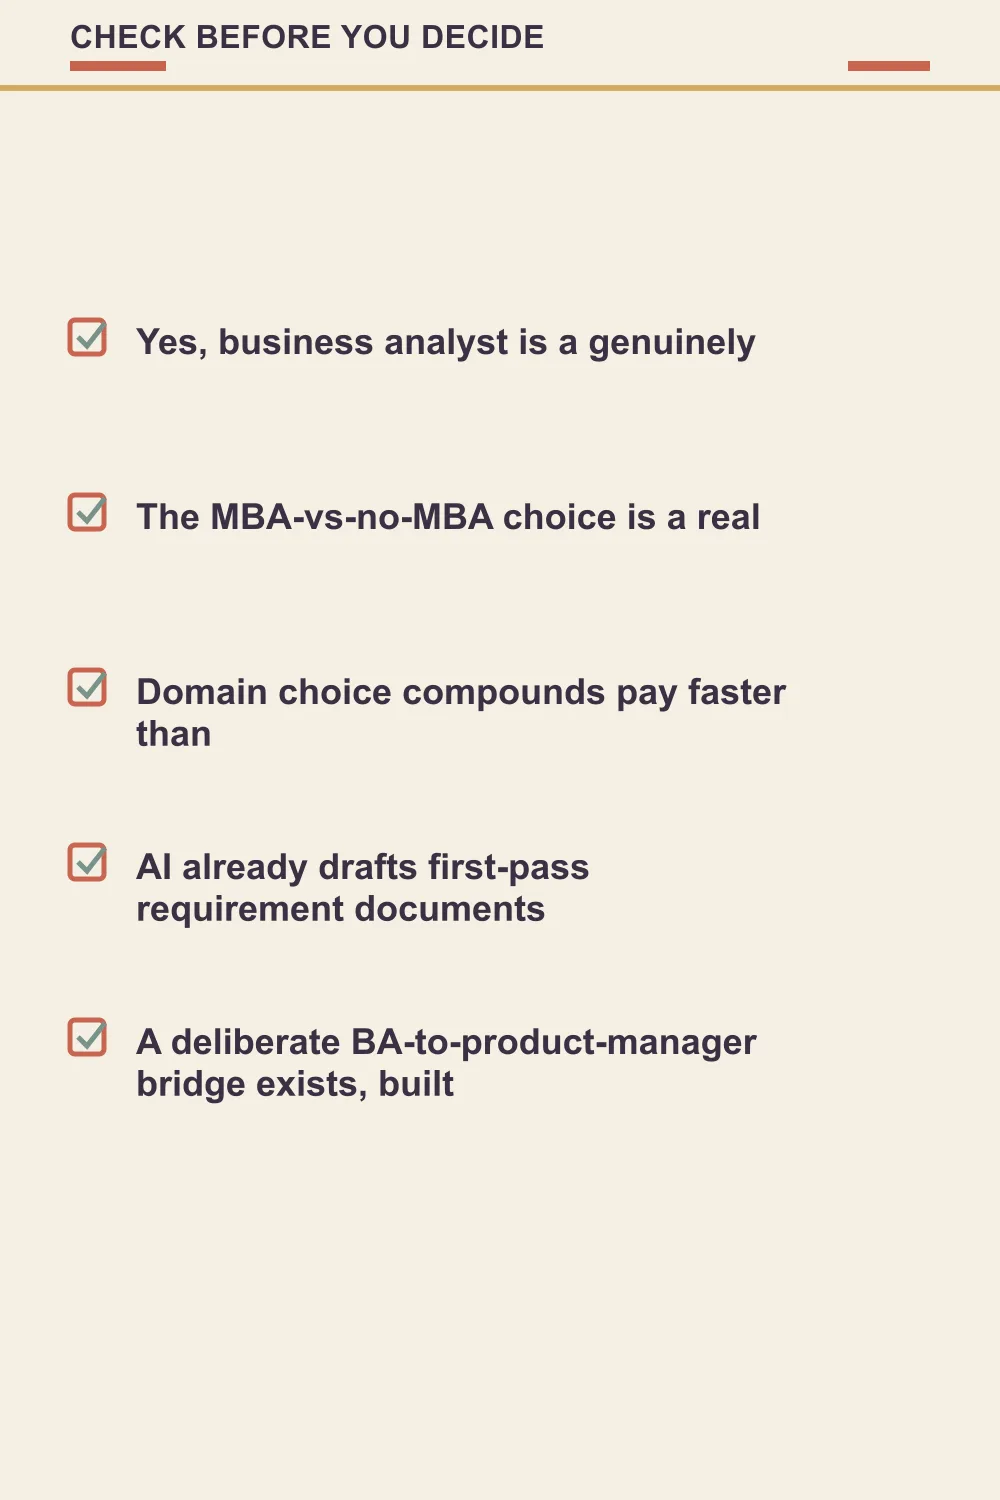 CHECK BEFORE YOU DECIDE
Yes, business analyst is a genuinely
The MBA-vs-no-MBA choice is a real
Domain choice compounds pay faster
than
AI already drafts first-pass
requirement documents
A deliberate BA-to-product-manager
bridge exists, built